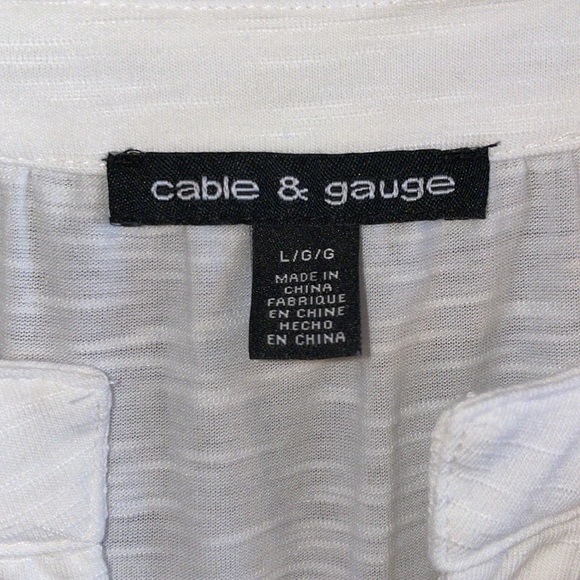 cable & gauge
L/G/G
MADE IN
CHINA
FABRIQUE
EN CHINE
HECHO
EN CHINA